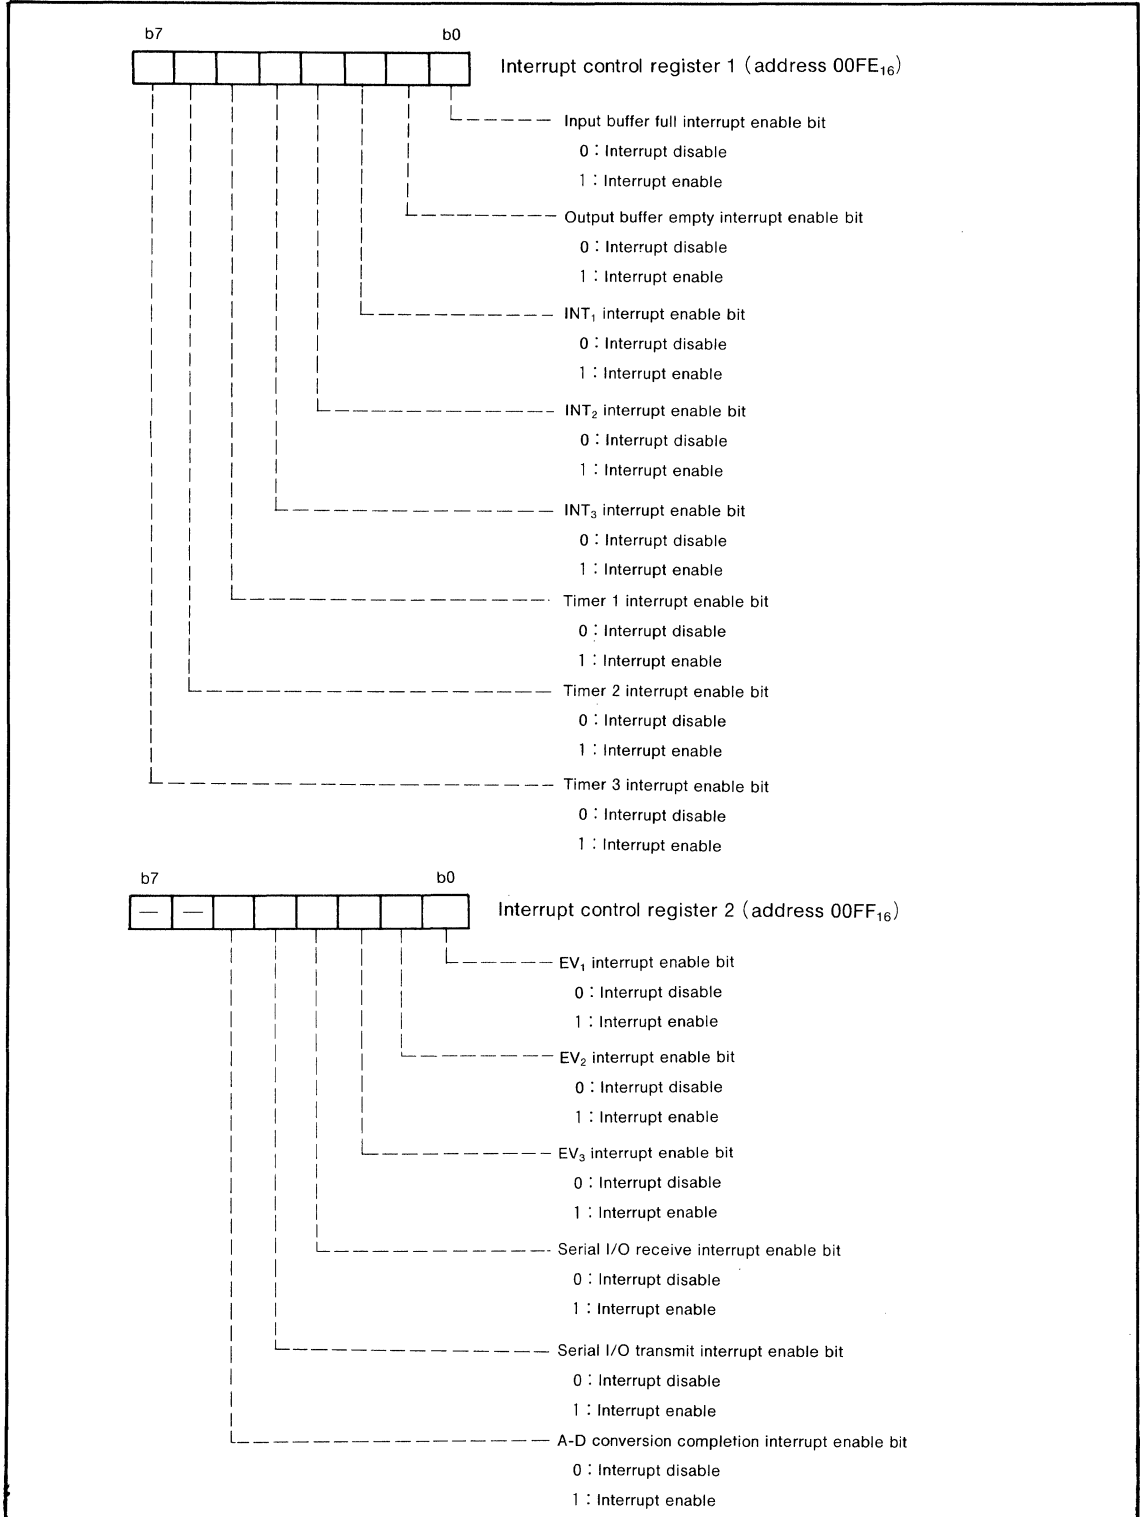 b7 b0
Interrupt control register 1 (address 00FE₁₆)
Input buffer full interrupt enable bit
0 : Interrupt disable
1 : Interrupt enable
Output buffer empty interrupt enable bit
0 : Interrupt disable
1 : Interrupt enable
INT₁ interrupt enable bit
0 : Interrupt disable
1 : Interrupt enable
INT₂ interrupt enable bit
0 : Interrupt disable
1 : Interrupt enable
INT₃ interrupt enable bit
0 : Interrupt disable
1 : Interrupt enable
Timer 1 interrupt enable bit
0 : Interrupt disable
1 : Interrupt enable
Timer 2 interrupt enable bit
0 : Interrupt disable
1 : Interrupt enable
Timer 3 interrupt enable bit
0 : Interrupt disable
1 : Interrupt enable
b7 b0
— — Interrupt control register 2 (address 00FF₁₆)
EV₁ interrupt enable bit
0 : Interrupt disable
1 : Interrupt enable
EV₂ interrupt enable bit
0 : Interrupt disable
1 : Interrupt enable
EV₃ interrupt enable bit
0 : Interrupt disable
1 : Interrupt enable
Serial I/O receive interrupt enable bit
0 : Interrupt disable
1 : Interrupt enable
Serial I/O transmit interrupt enable bit
0 : Interrupt disable
1 : Interrupt enable
A-D conversion completion interrupt enable bit
0 : Interrupt disable
1 : Interrupt enable